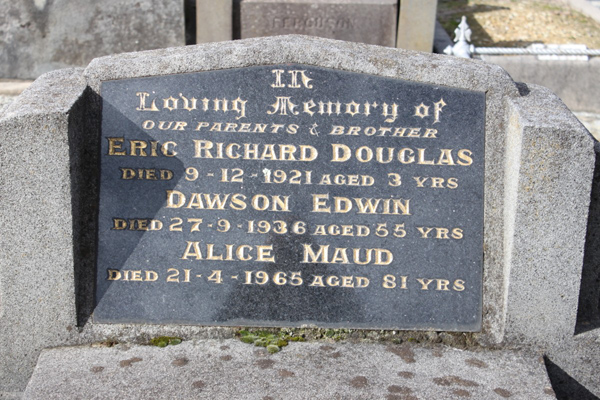 FERGUSON
In
Loving Memory of
OUR PARENTS & BROTHER
ERIC RICHARD DOUGLAS
DIED 9-12-1921 AGED 3 YRS
DAWSON EDWIN
DIED 27-9-1936 AGED 55 YRS
ALICE MAUD
DIED 21-4-1965 AGED 81 YRS